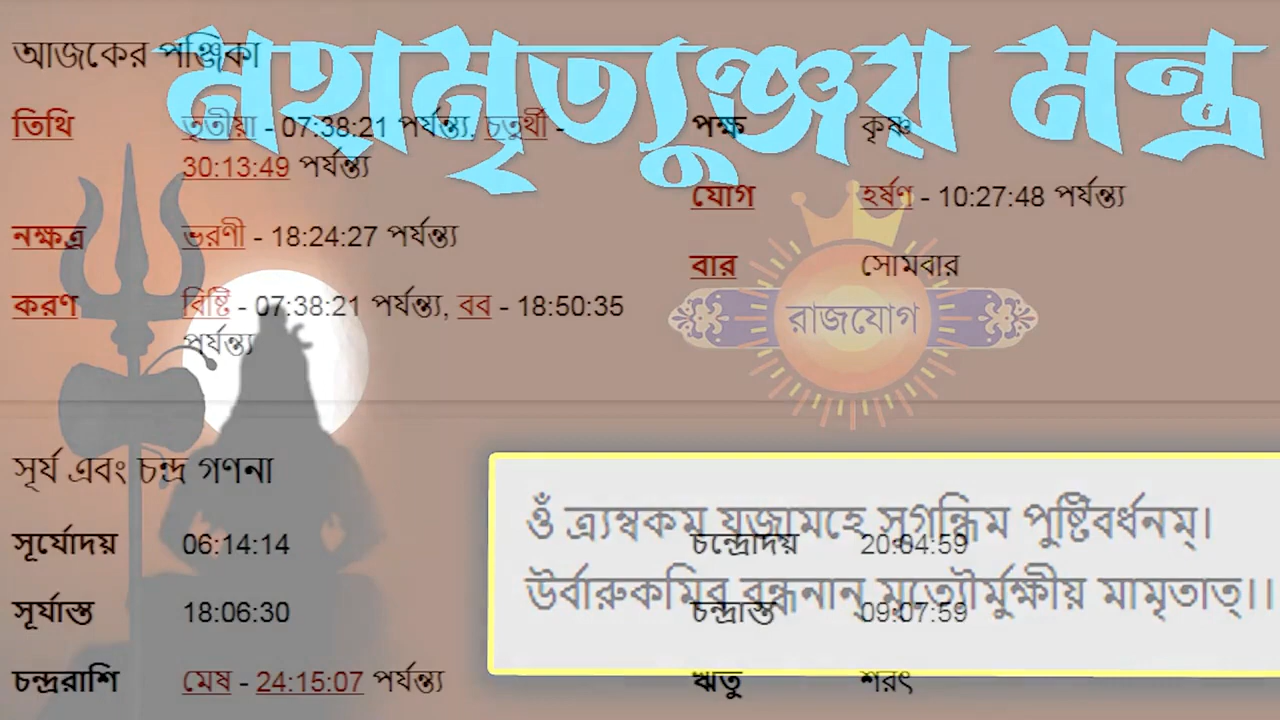 মহামৃত্যুঞ্জয় মন্ত্র
আজকের পঞ্জিকা
তিথি তৃতীয়া - 07:38:21 পর্যন্ত্য, চতুর্থী - 30:13:49 পর্যন্ত্য
পক্ষ কৃষ্ণ
নক্ষত্র ভরণী - 18:24:27 পর্যন্ত্য
যোগ হর্ষণ - 10:27:48 পর্যন্ত্য
করণ বিষ্টি - 07:38:21 পর্যন্ত্য, বব - 18:50:35
পর্যন্ত্য
বার সোমবার
রাজযোগ
সূর্য এবং চন্দ্র গণনা
সূর্যোদয় 06:14:14
চন্দ্রোদয় 20:04:59
সূর্যাস্ত 18:06:30
চন্দ্রাস্ত 09:07:59
চন্দ্ররাশি মেষ - 24:15:07 পর্যন্ত্য
ঋতু শরৎ
ওঁ ত্র্যম্বকম যজামহে সুগন্ধিম পুষ্টিবর্ধনম্।
উর্বারুকমিব বন্ধনান্ মৃত্যৌর্মুক্ষীয় মামৃতাত্।।